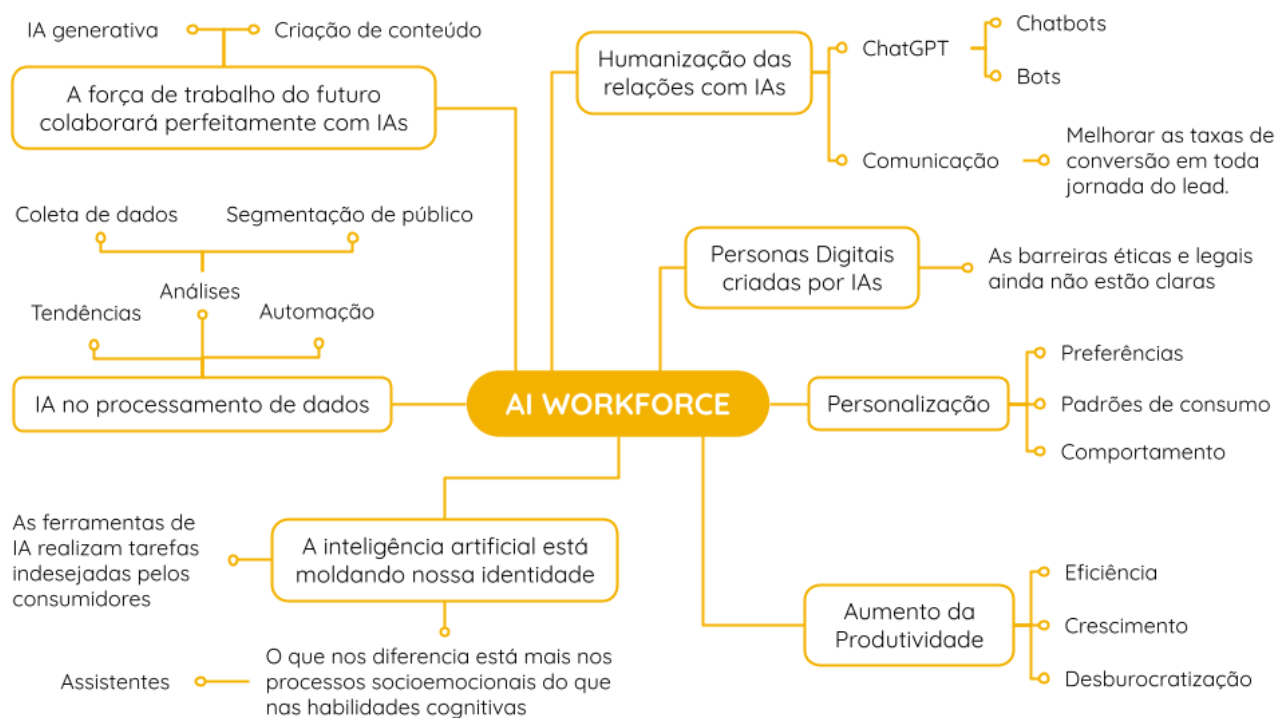 IA generativa
Criação de conteúdo
A força de trabalho do futuro
colaborará perfeitamente com IAs
Humanização das
relações com IAs
ChatGPT
Chatbots
Bots
Comunicação
Melhorar as taxas de
conversão em toda
jornada do lead.
Coleta de dados
Segmentação de público
Análises
Tendências
Automação
IA no processamento de dados
Personas Digitais
criadas por IAs
As barreiras éticas e legais
ainda não estão claras
AI WORKFORCE
Personalização
Preferências
Padrões de consumo
Comportamento
As ferramentas de
IA realizam tarefas
indesejadas pelos
consumidores
A inteligência artificial está
moldando nossa identidade
Assistentes
O que nos diferencia está mais nos
processos socioemocionais do que
nas habilidades cognitivas
Aumento da
Produtividade
Eficiência
Crescimento
Desburocratização